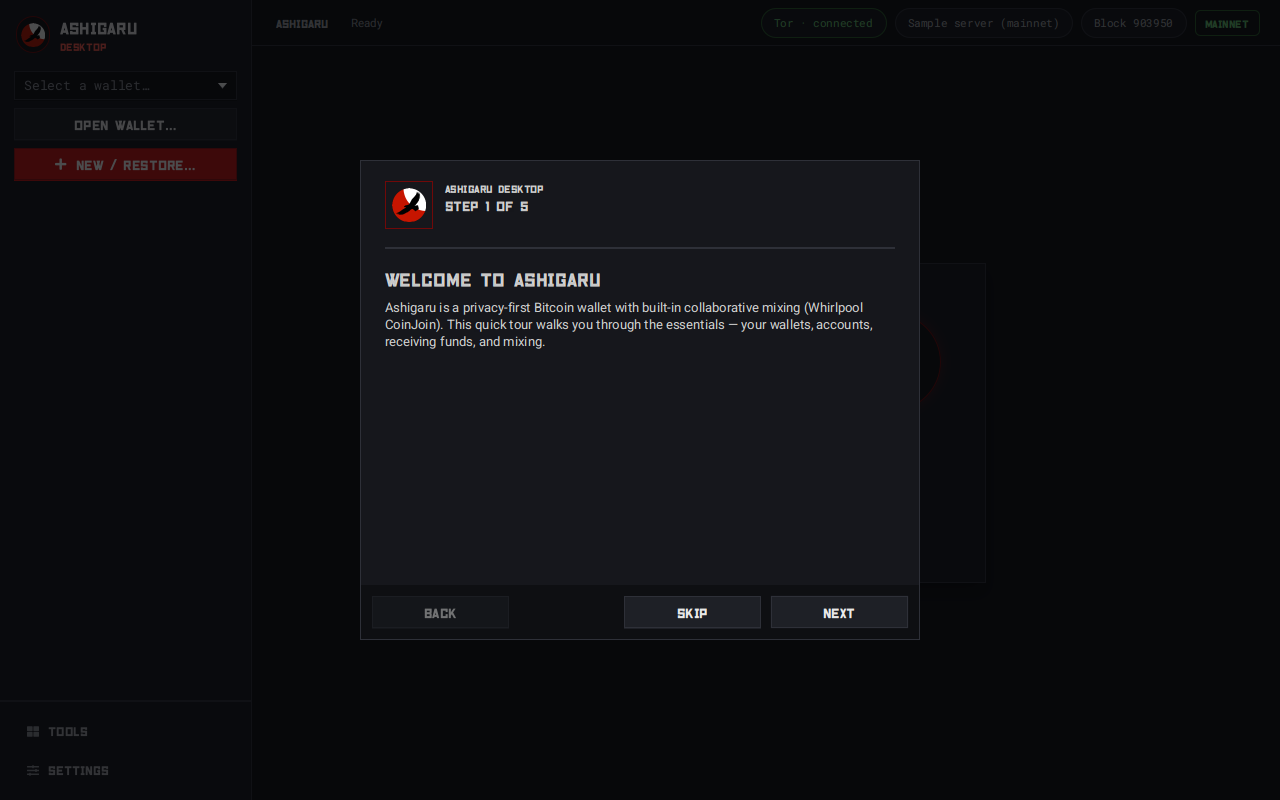 ASHIGARU
DESKTOP
Select a wallet…
OPEN WALLET...
+ NEW / RESTORE...
TOOLS
SETTINGS
ASHIGARU Ready
Tor · connected
Sample server (mainnet)
Block 903950
MAINNET
ASHIGARU DESKTOP
STEP 1 OF 5
WELCOME TO ASHIGARU
Ashigaru is a privacy-first Bitcoin wallet with built-in collaborative mixing (Whirlpool
CoinJoin). This quick tour walks you through the essentials — your wallets, accounts,
receiving funds, and mixing.
BACK
SKIP
NEXT